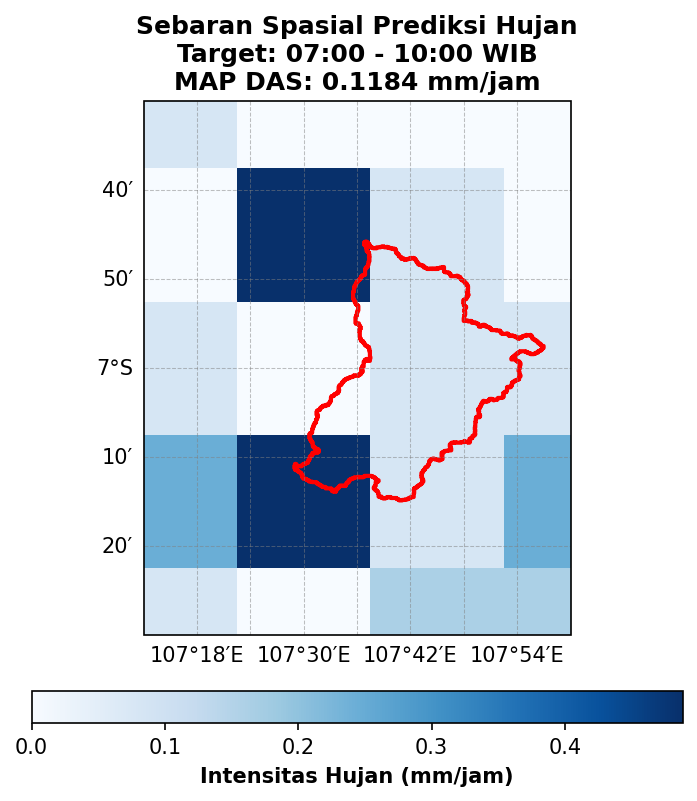 Sebaran Spasial Prediksi Hujan
Target: 07:00 - 10:00 WIB
MAP DAS: 0.1184 mm/jam
40′
50′
7°S
10′
20′
107°18′E 107°30′E 107°42′E 107°54′E
0.0 0.1 0.2 0.3 0.4
Intensitas Hujan (mm/jam)